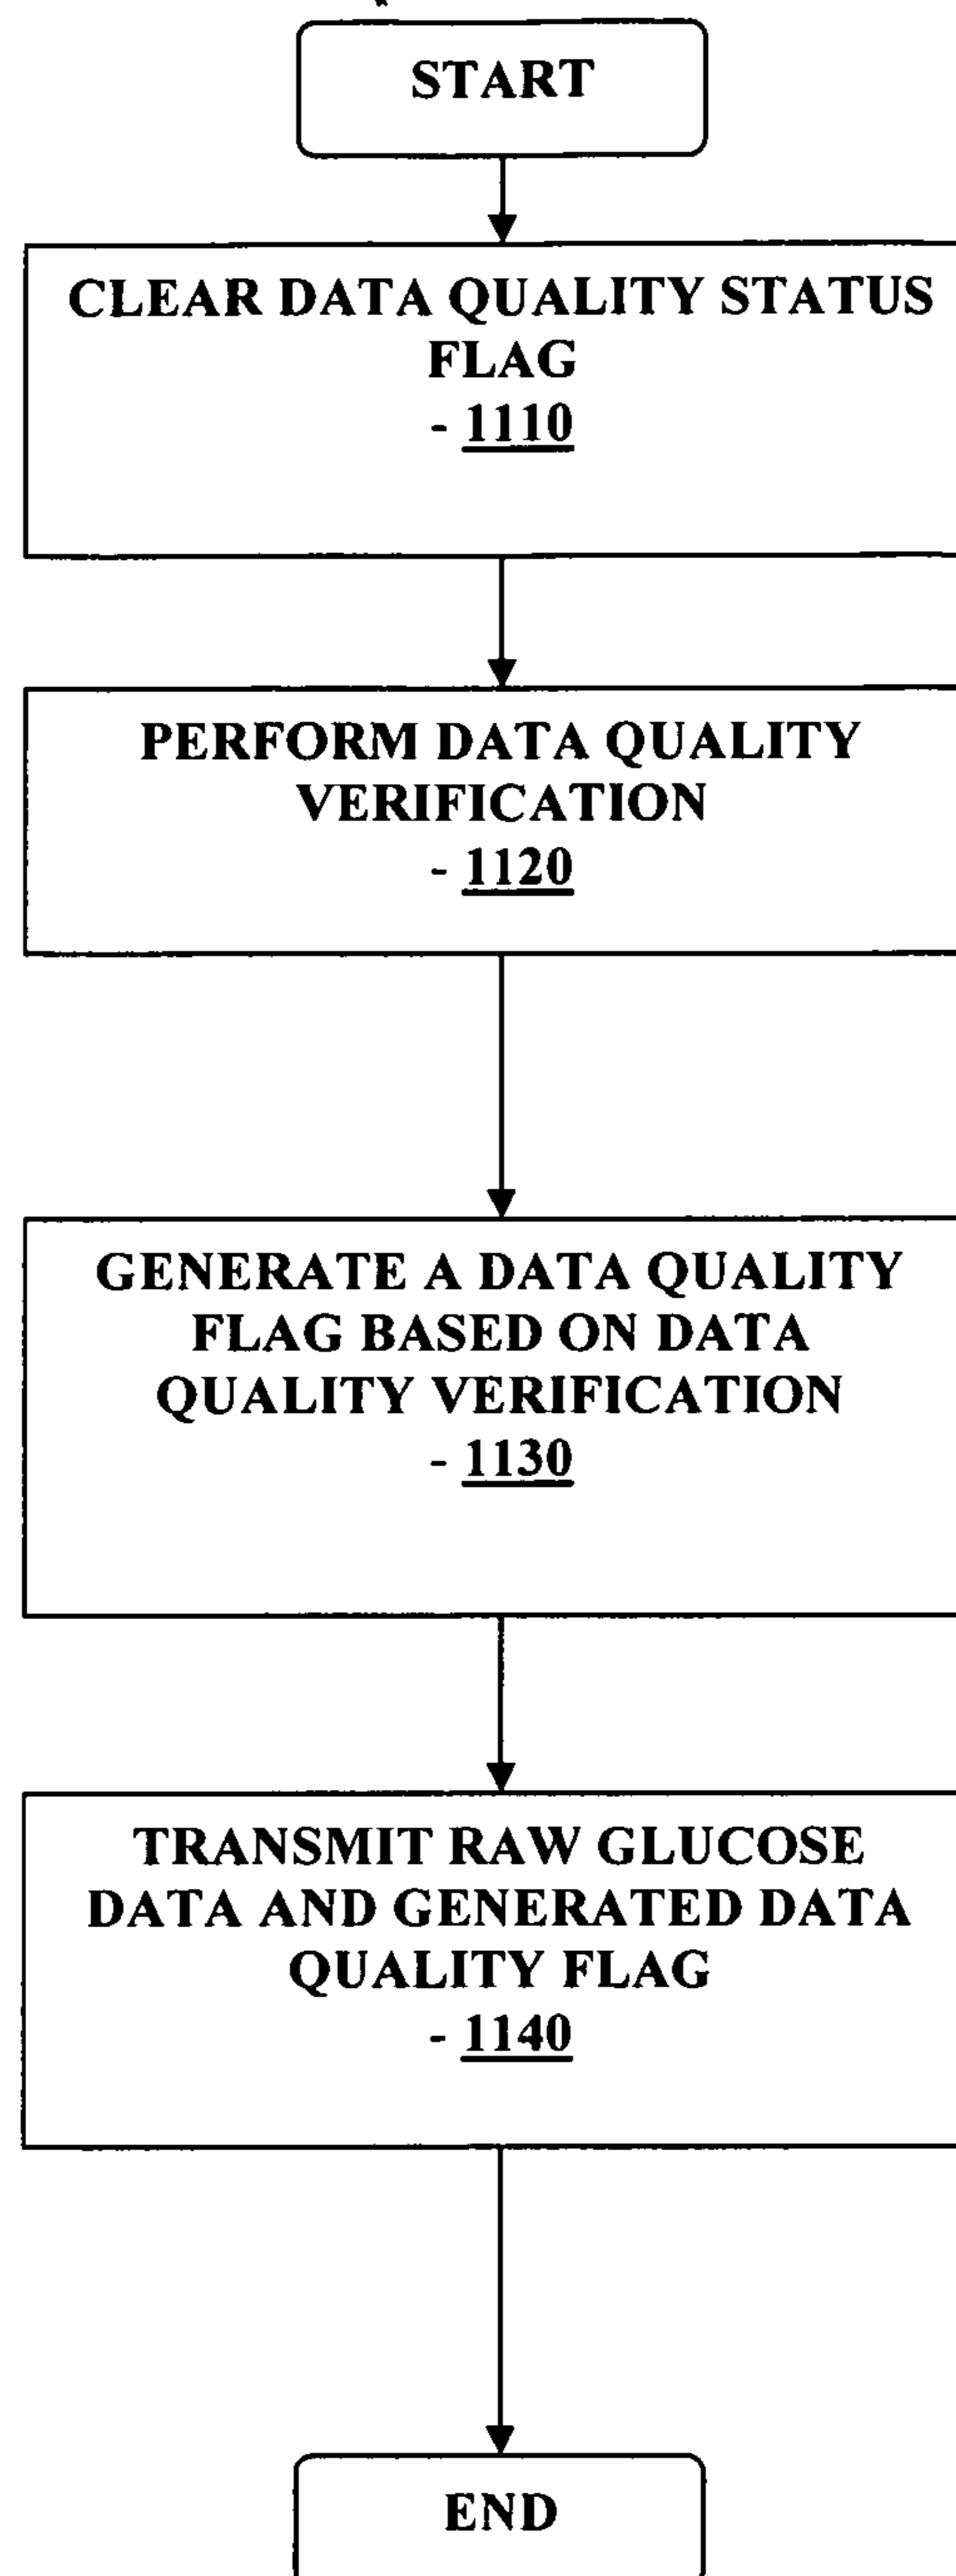 START
CLEAR DATA QUALITY STATUS
FLAG
- 1110
PERFORM DATA QUALITY
VERIFICATION
- 1120
GENERATE A DATA QUALITY
FLAG BASED ON DATA
QUALITY VERIFICATION
- 1130
TRANSMIT RAW GLUCOSE
DATA AND GENERATED DATA
QUALITY FLAG
- 1140
END